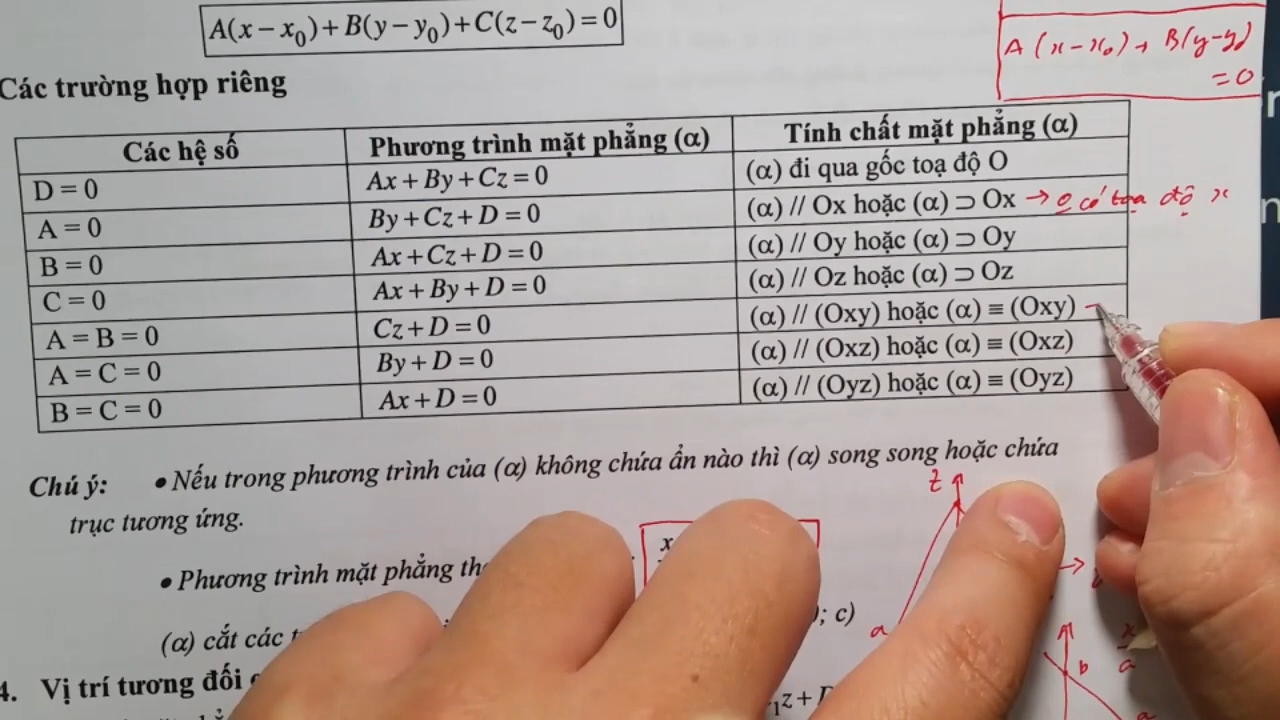 A(x − x₀) + B(y − y₀) + C(z − z₀) = 0
A (x − x₀) + B(y − y₀)
= 0
Các trường hợp riêng
Các hệ số Phương trình mặt phẳng (α) Tính chất mặt phẳng (α)
D = 0 Ax + By + Cz = 0 (α) đi qua gốc toạ độ O
A = 0 By + Cz + D = 0 (α) // Ox hoặc (α) ⊃ Ox → có toạ độ x
B = 0 Ax + Cz + D = 0 (α) // Oy hoặc (α) ⊃ Oy
C = 0 Ax + By + D = 0 (α) // Oz hoặc (α) ⊃ Oz
A = B = 0 Cz + D = 0 (α) // (Oxy) hoặc (α) ≡ (Oxy)
A = C = 0 By + D = 0 (α) // (Oxz) hoặc (α) ≡ (Oxz)
B = C = 0 Ax + D = 0 (α) // (Oyz) hoặc (α) ≡ (Oyz)
Chú ý: • Nếu trong phương trình của (α) không chứa ẩn nào thì (α) song song hoặc chứa
trục tương ứng.
• Phương trình mặt phẳng
x
z
(α) cắt các
; c)
a
x
a
b
4. Vị trí tương đối
₁z +